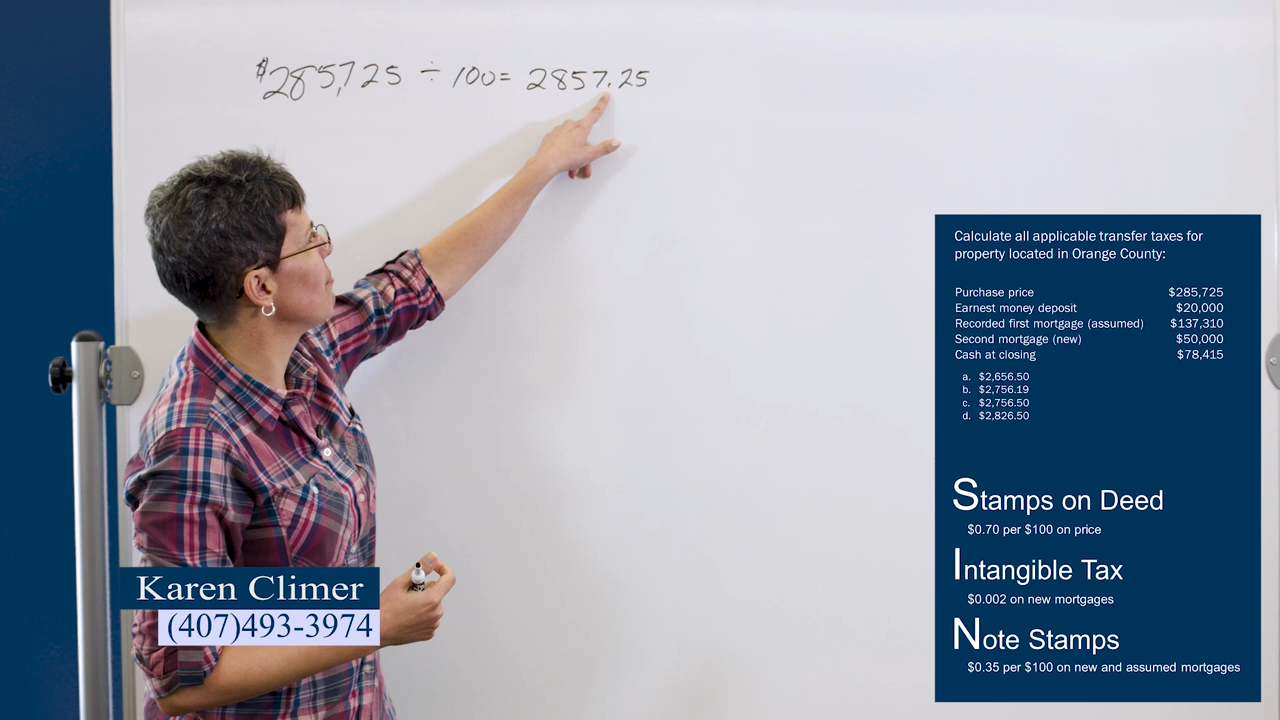 $285,725 ÷ 100= 2857.25
Calculate all applicable transfer taxes for
property located in Orange County:
Purchase price $285,725
Earnest money deposit $20,000
Recorded first mortgage (assumed) $137,310
Second mortgage (new) $50,000
Cash at closing $78,415
a. $2,656.50
b. $2,756.19
c. $2,756.50
d. $2,826.50
Stamps on Deed
$0.70 per $100 on price
Intangible Tax
$0.002 on new mortgages
Note Stamps
$0.35 per $100 on new and assumed mortgages
Karen Climer
(407)493-3974